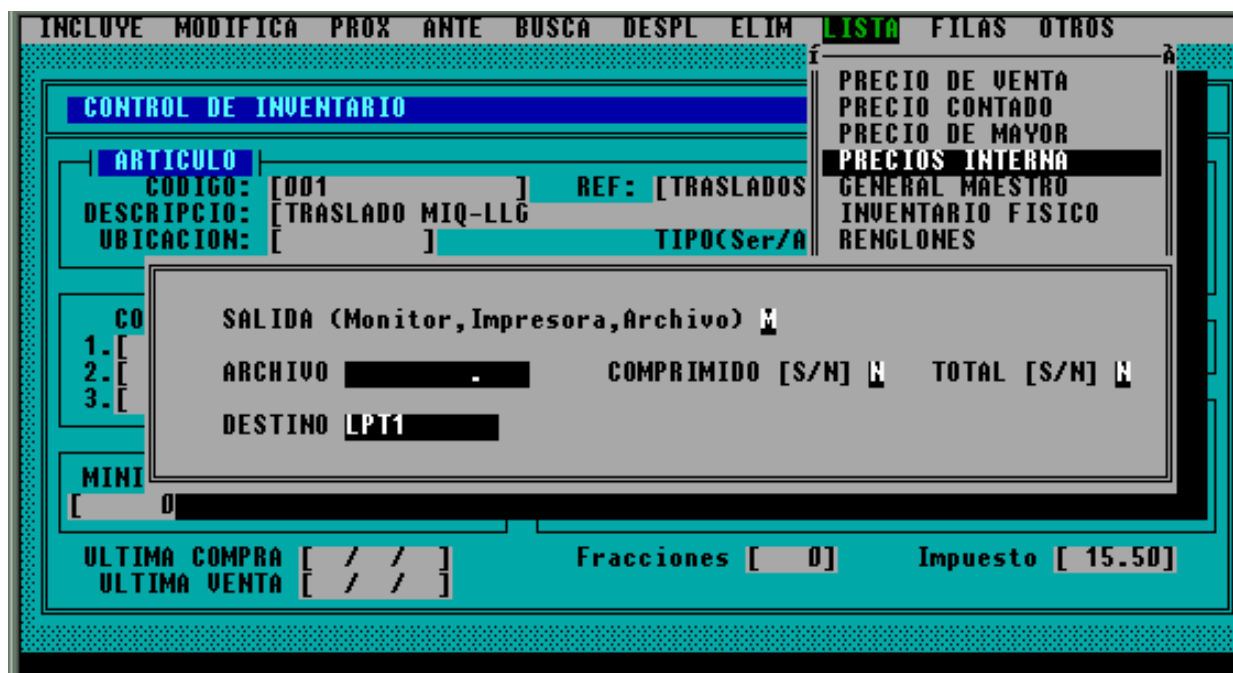 INCLUYE MODIFICA PROX ANTE BUSCA DESPL ELIM LISTA FILAS OTROS
Í À
PRECIO DE VENTA
CONTROL DE INVENTARIO PRECIO CONTADO
PRECIO DE MAYOR
ARTICULO PRECIOS INTERNA
CODIGO: [001 ] REF: [TRASLADOS GENERAL MAESTRO
DESCRIPCIO: [TRASLADO MIQ-LLG INVENTARIO FISICO
UBICACION: [ ] TIPO(Ser/A RENGLONES
CO SALIDA (Monitor,Impresora,Archivo) M
1.[
2.[ ARCHIVO . COMPRIMIDO [S/N] N TOTAL [S/N] N
3.[
DESTINO LPT1
MINI
[ 0
ULTIMA COMPRA [ / / ] Fracciones [ 0] Impuesto [ 15.50]
ULTIMA VENTA [ / / ]